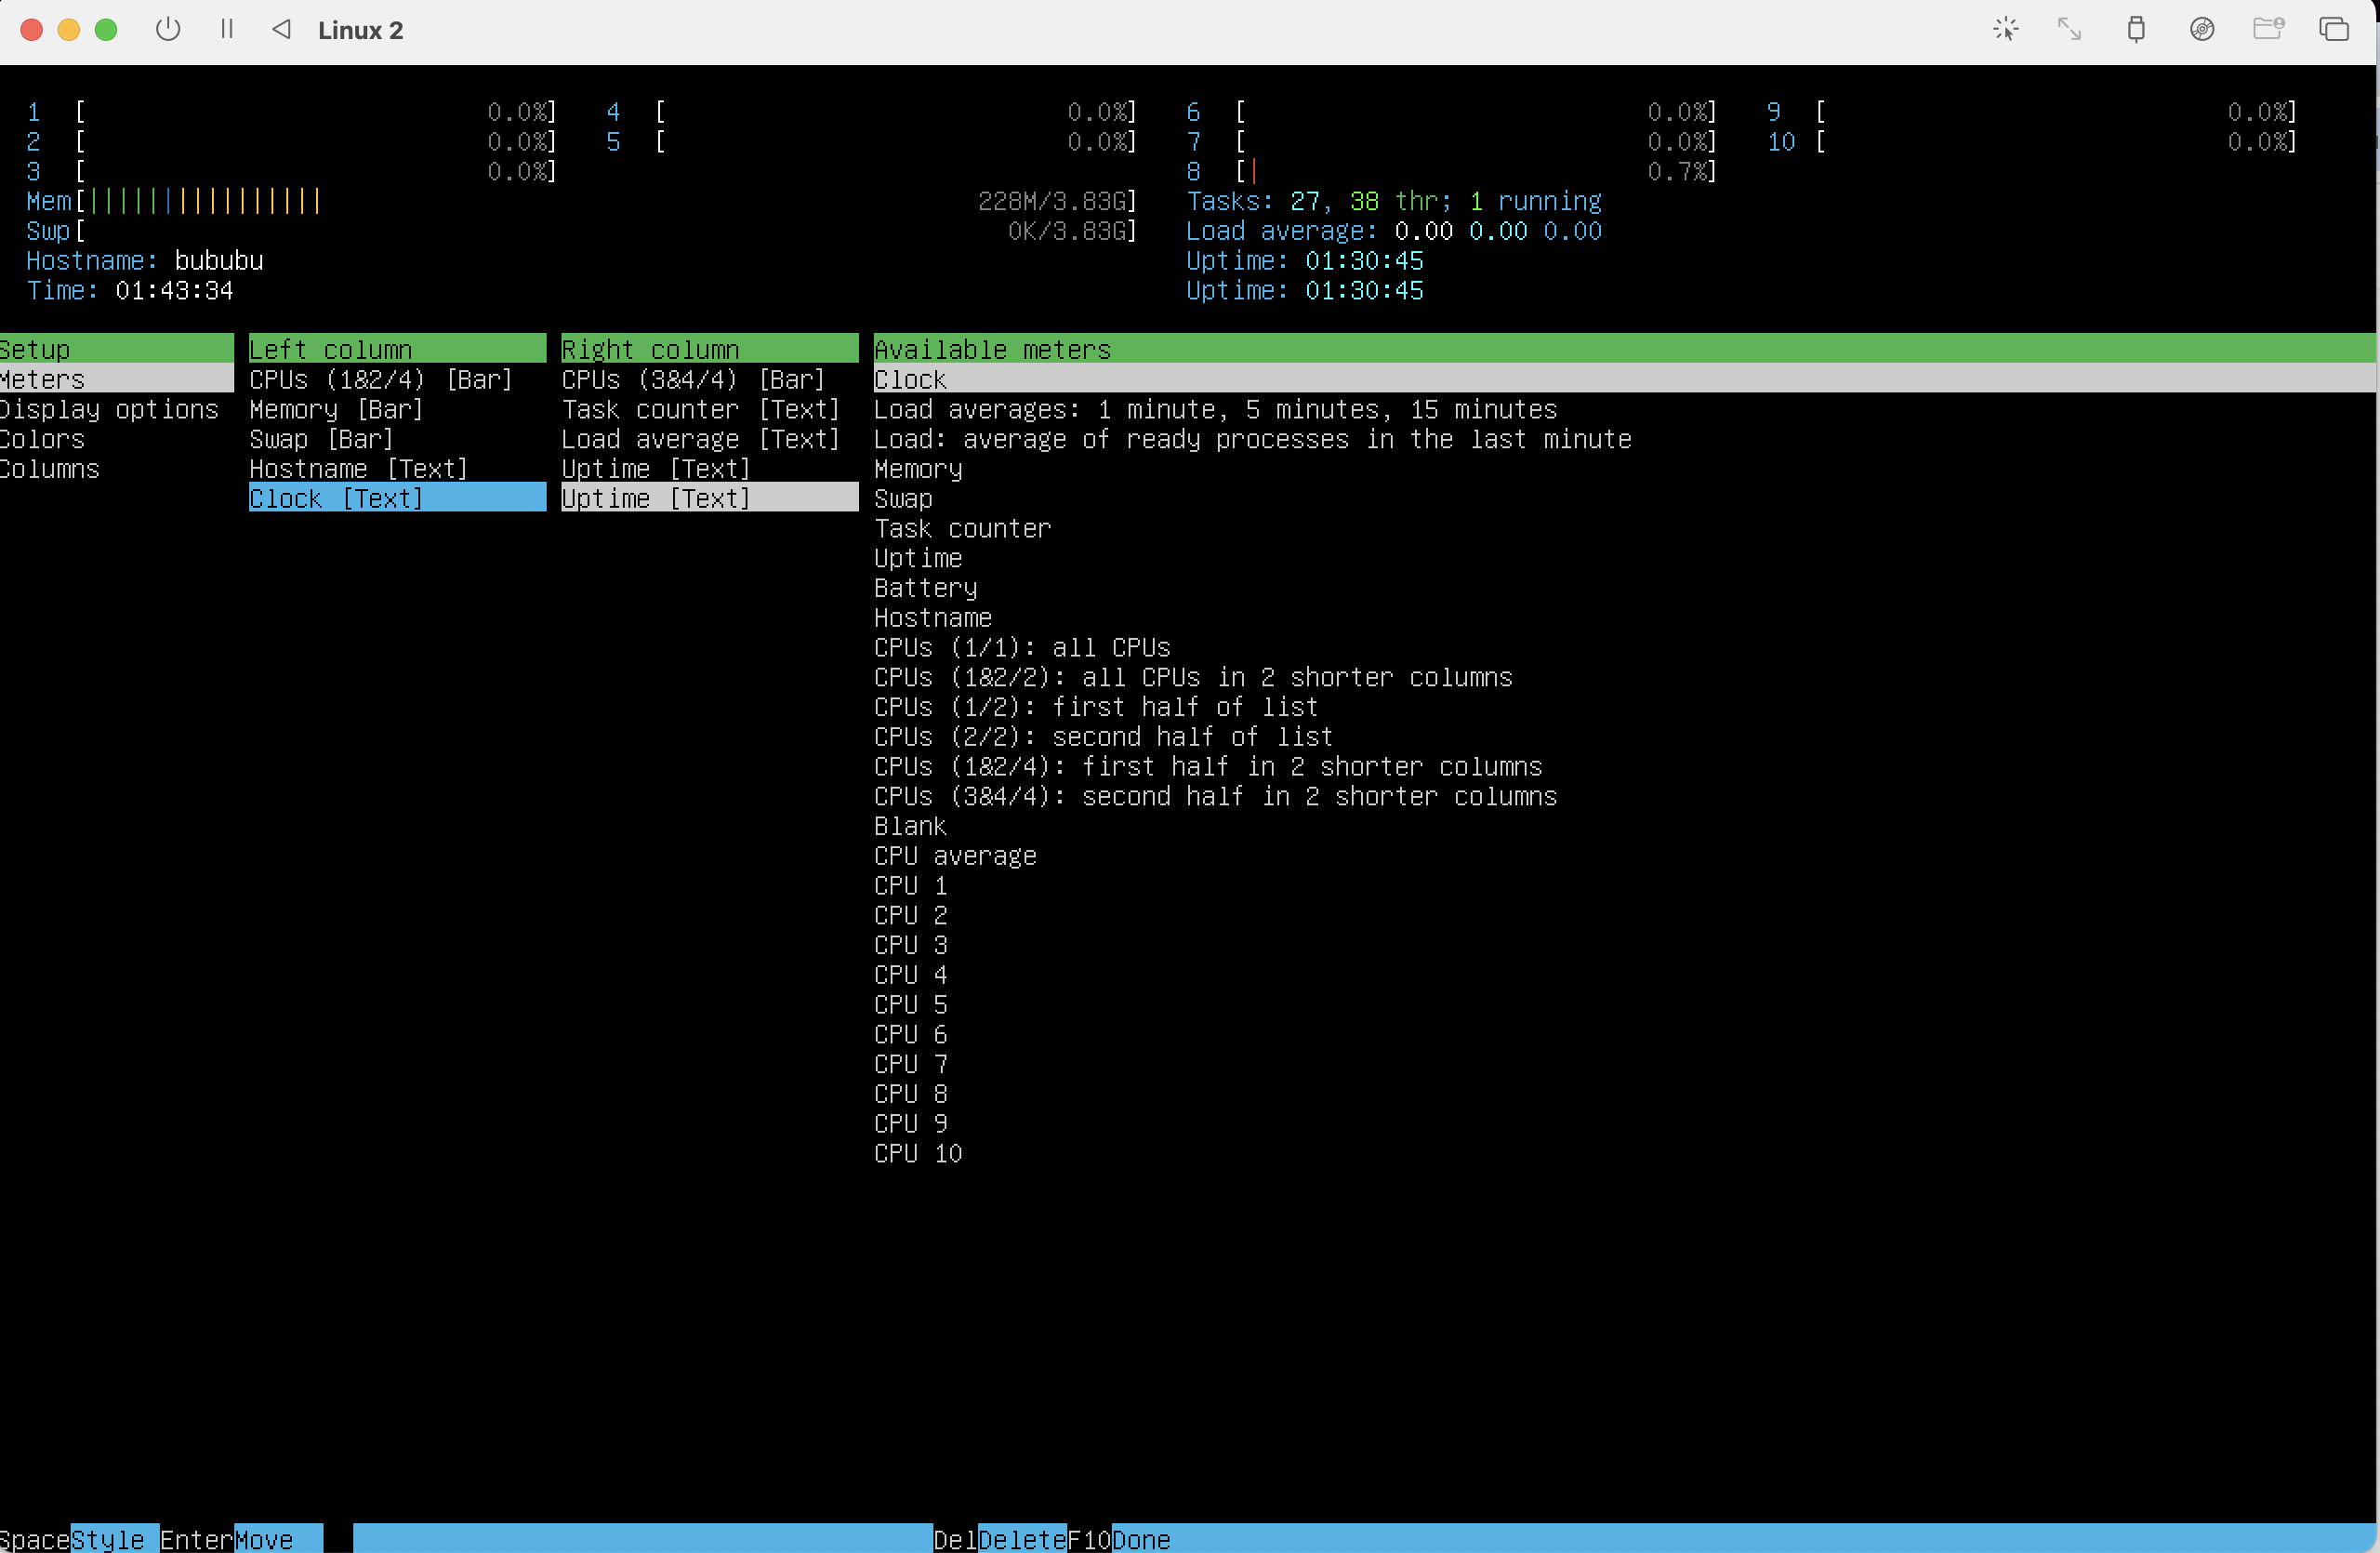 Linux 2
1 [ 0.0%] 4 [ 0.0%] 6 [ 0.0%] 9 [ 0.0%]
2 [ 0.0%] 5 [ 0.0%] 7 [ 0.0%] 10 [ 0.0%]
3 [ 0.0%] 8 [| 0.7%]
Mem[|||||||||||||||| 228M/3.83G] Tasks: 27, 38 thr; 1 running
Swp[ 0K/3.83G] Load average: 0.00 0.00 0.00
Hostname: bububu Uptime: 01:30:45
Time: 01:43:34 Uptime: 01:30:45
Setup Left column Right column Available meters
Meters CPUs (1&2/4) [Bar] CPUs (3&4/4) [Bar] Clock
Display options Memory [Bar] Task counter [Text] Load averages: 1 minute, 5 minutes, 15 minutes
Colors Swap [Bar] Load average [Text] Load: average of ready processes in the last minute
Columns Hostname [Text] Uptime [Text] Memory
Clock [Text] Uptime [Text] Swap
Task counter
Uptime
Battery
Hostname
CPUs (1/1): all CPUs
CPUs (1&2/2): all CPUs in 2 shorter columns
CPUs (1/2): first half of list
CPUs (2/2): second half of list
CPUs (1&2/4): first half in 2 shorter columns
CPUs (3&4/4): second half in 2 shorter columns
Blank
CPU average
CPU 1
CPU 2
CPU 3
CPU 4
CPU 5
CPU 6
CPU 7
CPU 8
CPU 9
CPU 10
SpaceStyle EnterMove DelDeleteF10Done